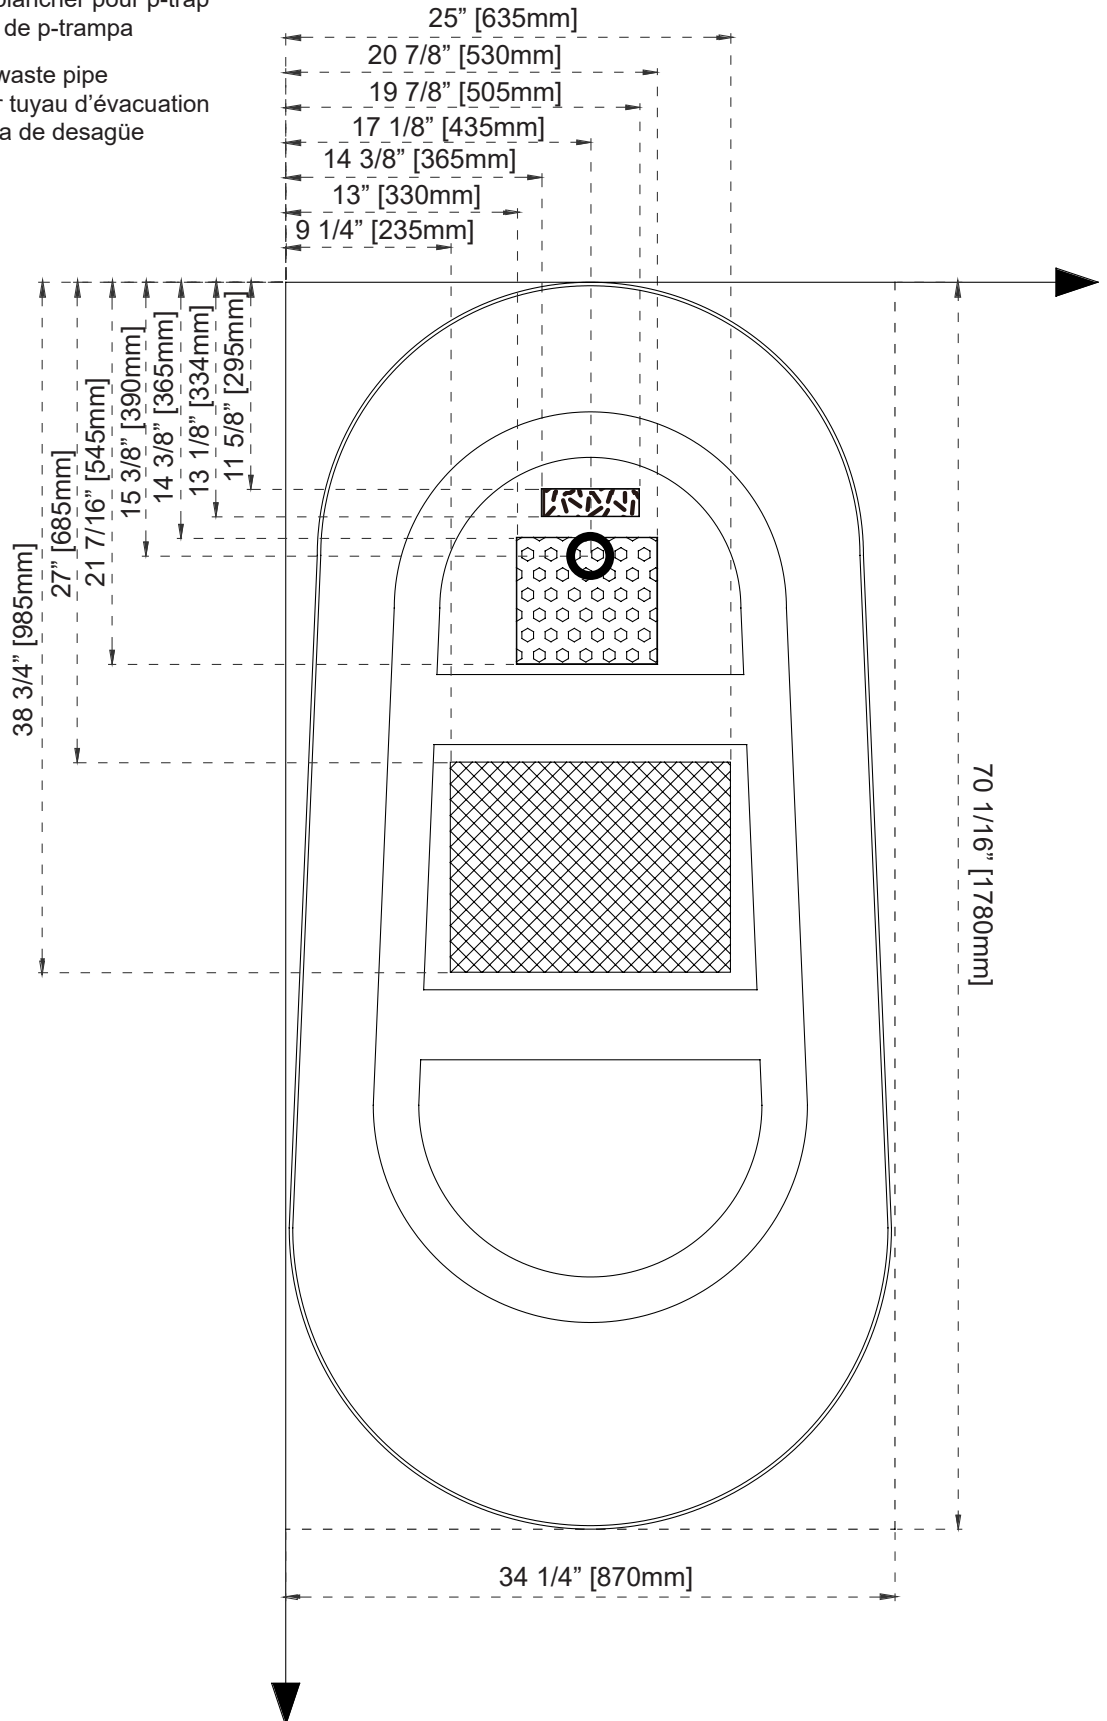 plancher pour p-trap
de p-trampa
waste pipe
r tuyau d’évacuation
a de desagüe
25” [635mm]
20 7/8” [530mm]
19 7/8” [505mm]
17 1/8” [435mm]
14 3/8” [365mm]
13” [330mm]
9 1/4” [235mm]
38 3/4” [985mm]
27” [685mm]
21 7/16” [545mm]
15 3/8” [390mm]
14 3/8” [365mm]
13 1/8” [334mm]
11 5/8” [295mm]
70 1/16” [1780mm]
34 1/4” [870mm]